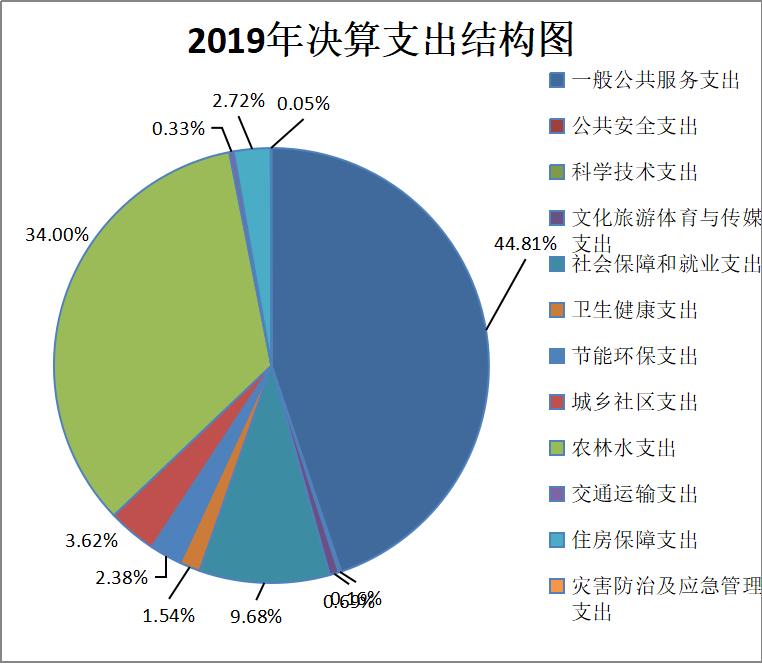 2019年决算支出结构图
2.72%
0.05%
0.33%
34.00%
44.81%
3.62%
2.38%
1.54%
9.68%
0.69%
一般公共服务支出
公共安全支出
科学技术支出
文化旅游体育与传媒
支出
社会保障和就业支出
卫生健康支出
节能环保支出
城乡社区支出
农林水支出
交通运输支出
住房保障支出
灾害防治及应急管理
支出